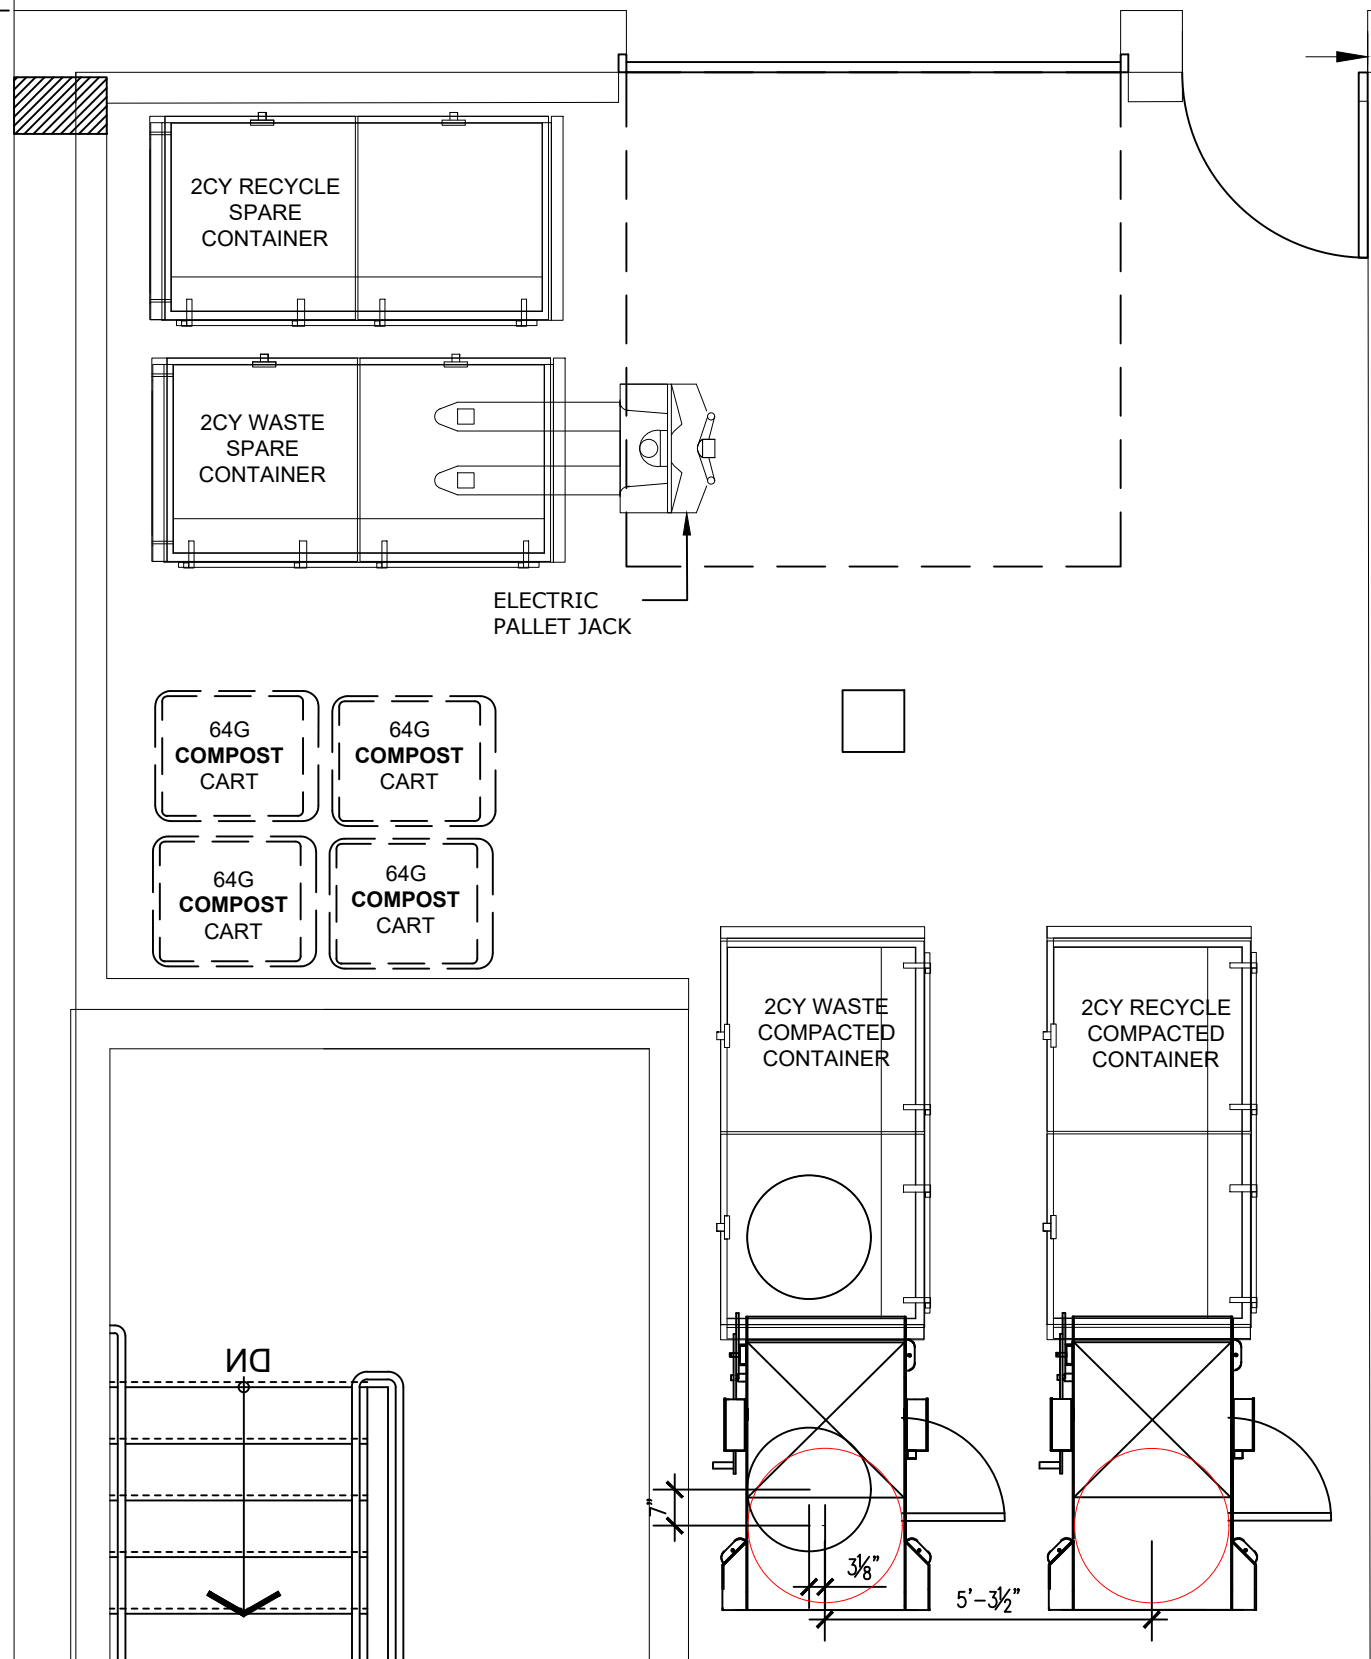 2CY RECYCLE
SPARE
CONTAINER
2CY WASTE
SPARE
CONTAINER
ELECTRIC
PALLET JACK
64G
COMPOST
CART
64G
COMPOST
CART
64G
COMPOST
CART
64G
COMPOST
CART
2CY WASTE
COMPACTED
CONTAINER
2CY RECYCLE
COMPACTED
CONTAINER
DN
7"
3⅛"
5'-3½"